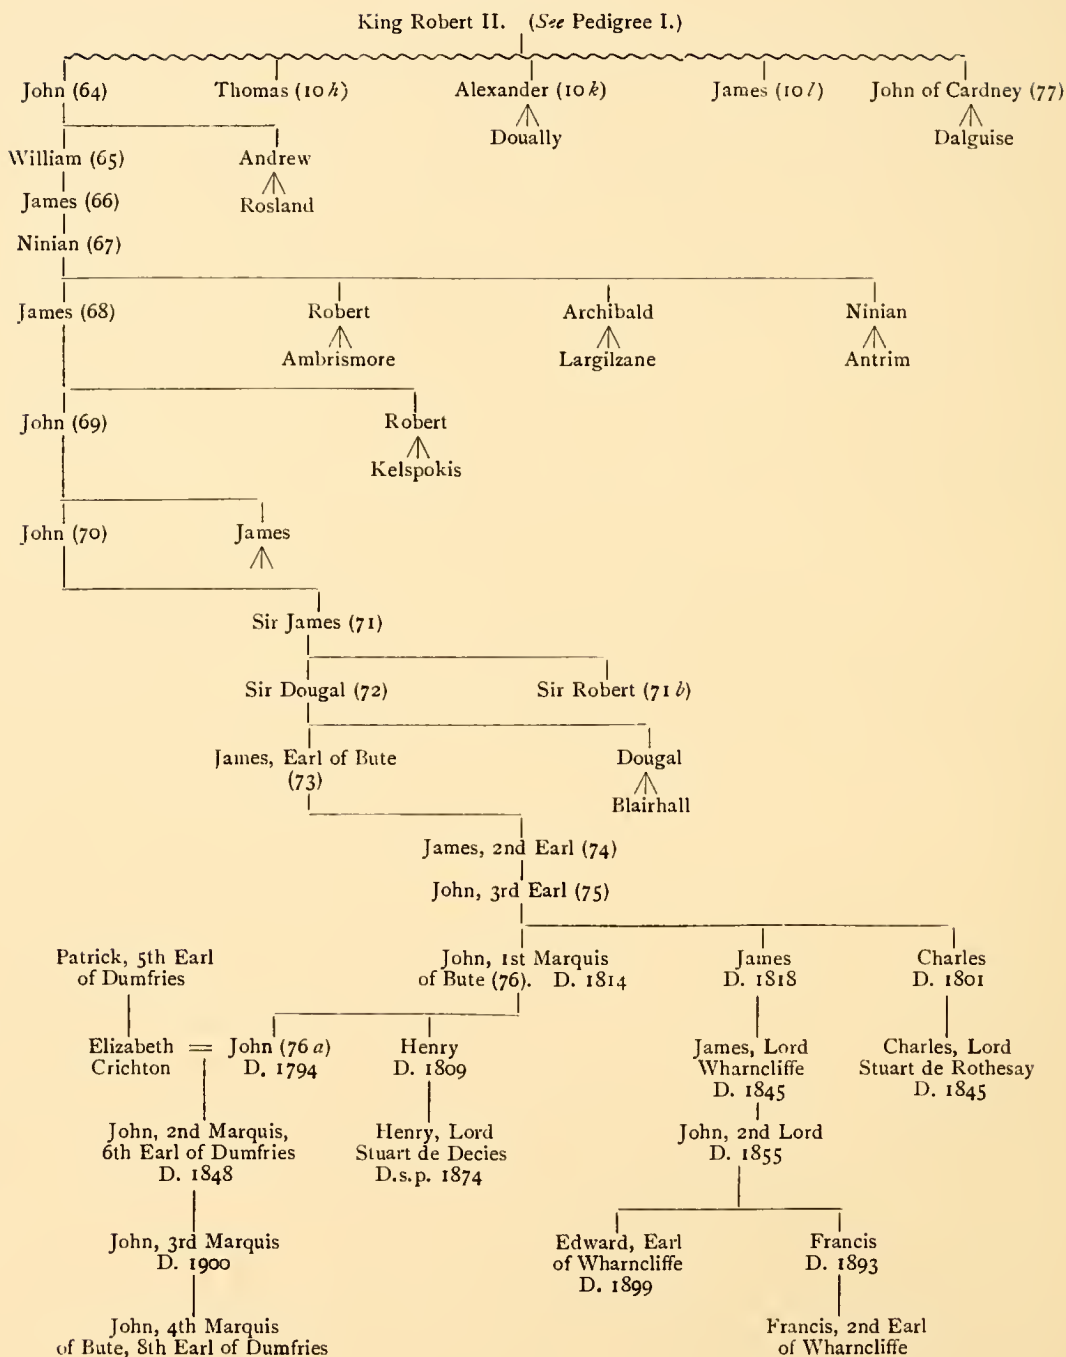 King Robert II. (See Pedigree I.)
John (64) Thomas (10 h) Alexander (10 k) James (10 l) John of Cardney (77)
Doually Dalguise
William (65) Andrew
James (66) Rosland
Ninian (67)
James (68) Robert Archibald Ninian
Ambrismore Largilzane Antrim
John (69) Robert
Kelspokis
John (70) James
Sir James (71)
Sir Dougal (72) Sir Robert (71 b)
James, Earl of Bute Dougal
(73)
Blairhall
James, 2nd Earl (74)
John, 3rd Earl (75)
Patrick, 5th Earl
of Dumfries
John, 1st Marquis
of Bute (76). D. 1814
James
D. 1818
Charles
D. 1801
Elizabeth
Crichton
=
John (76 a)
D. 1794
Henry
D. 1809
James, Lord
Wharncliffe
D. 1845
Charles, Lord
Stuart de Rothesay
D. 1845
John, 2nd Marquis,
6th Earl of Dumfries
D. 1848
Henry, Lord
Stuart de Decies
D.s.p. 1874
John, 2nd Lord
D. 1855
John, 3rd Marquis
D. 1900
Edward, Earl
of Wharncliffe
D. 1899
Francis
D. 1893
John, 4th Marquis
of Bute, 8th Earl of Dumfries
Francis, 2nd Earl
of Wharncliffe